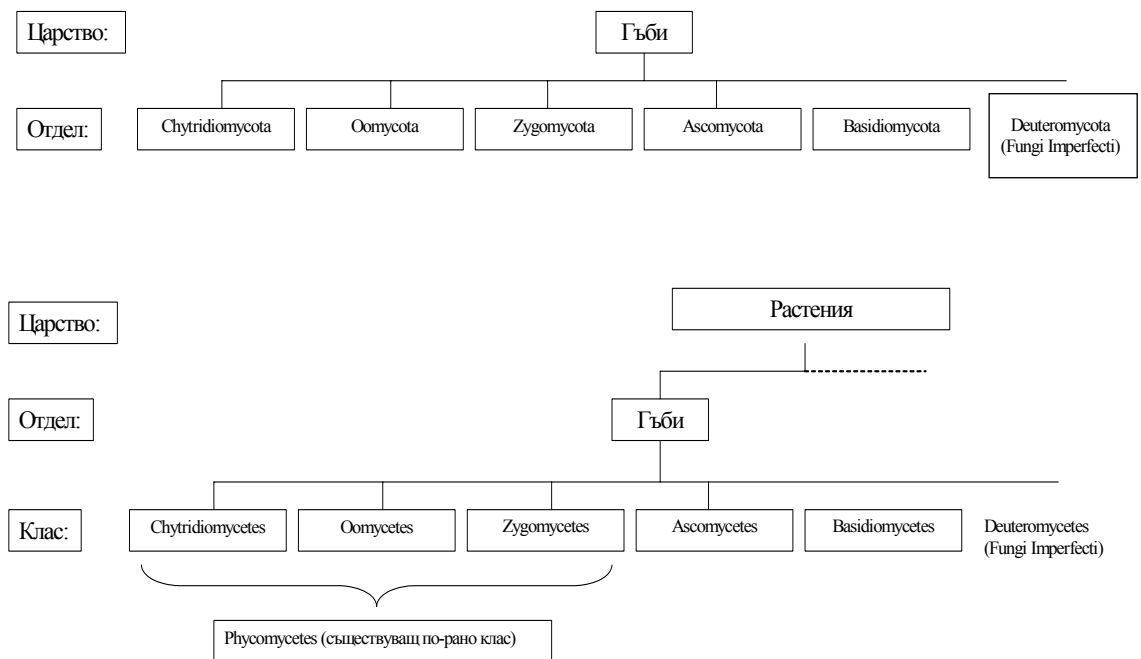 Царство:
Гъби
Отдел:
Chytridiomycota
Oomycota
Zygomycota
Ascomycota
Basidiomycota
Deuteromycota
(Fungi Imperfecti)
Царство:
Растения
Отдел:
Гъби
Клас:
Chytridiomycetes
Oomycetes
Zygomycetes
Ascomycetes
Basidiomycetes
Deuteromycetes
(Fungi Imperfecti)
Phycomycetes (съществуващ по-рано клас)